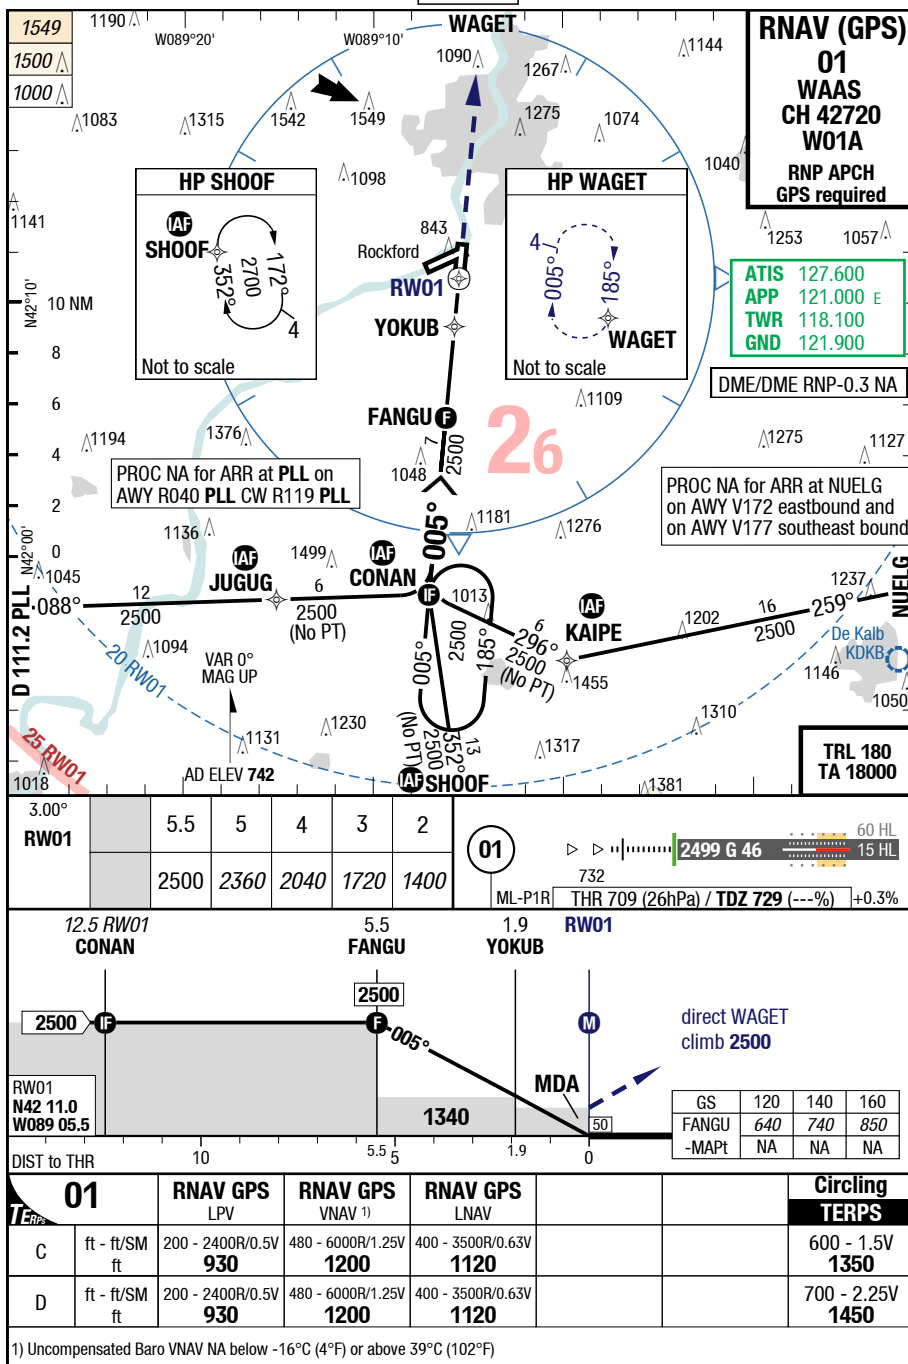 1549
1500
1000
1190
W089°20'
W089°10'
WAGET
1090
1144
1267
RNAV (GPS)
01
WAAS
CH 42720
W01A
RNP APCH
GPS required
1083
1315
1542
1549
1275
1074
1040
1098
1141
HP SHOOF
IAF
SHOOF
352°
2700
172°
4
Not to scale
843
Rockford
RW01
YOKUB
HP WAGET
4
005°
185°
WAGET
Not to scale
1253
1057
ATIS 127.600
APP 121.000 E
TWR 118.100
GND 121.900
DME/DME RNP-0.3 NA
N42°10'
10 NM
8
6
4
2
0
N42°00'
FANGU F
7
2500
26
1109
1194
1376
1048
1275
1127
PROC NA for ARR at PLL on
AWY R040 PLL CW R119 PLL
PROC NA for ARR at NUELG
on AWY V172 eastbound and
on AWY V177 southeast bound
1136
1499
1181
1276
005°
1045
IAF
JUGUG
IAF
CONAN
IF
1013
IAF
KAIPE
1237
NUELG
D 111.2 PLL
088°
12
2500
6
2500
(No PT)
2500
185°
005°
6
296°
2500
(No PT)
1202
16
2500
259°
De Kalb
KDKB
1094
20 RW01
VAR 0°
MAG UP
1455
1146
1050
1230
1131
1310
1317
(No PT)
2500
352°
13
25 RW01
1018
AD ELEV 742
IAF SHOOF
1381
TRL 180
TA 18000
3.00°
RW01
5.5 5 4 3 2
2500 2360 2040 1720 1400
01
732
2499 G 46
60 HL
15 HL
ML-P1R
THR 709 (26hPa) / TDZ 729 (---%)
+0.3%
12.5 RW01
CONAN
5.5
FANGU
1.9
YOKUB
RW01
2500
IF
2500
F
005°
M
direct WAGET
climb 2500
MDA
1340
50
RW01
N42 11.0
W089 05.5
GS 120 140 160
FANGU 640 740 850
-MAPt NA NA NA
DIST to THR
10
5.5
5
1.9
0
TERPS
01
RNAV GPS
LPV
RNAV GPS
VNAV 1)
RNAV GPS
LNAV
Circling
TERPS
C
ft - ft/SM
ft
200 - 2400R/0.5V
930
480 - 6000R/1.25V
1200
400 - 3500R/0.63V
1120
600 - 1.5V
1350
D
ft - ft/SM
ft
200 - 2400R/0.5V
930
480 - 6000R/1.25V
1200
400 - 3500R/0.63V
1120
700 - 2.25V
1450
1) Uncompensated Baro VNAV NA below -16°C (4°F) or above 39°C (102°F)